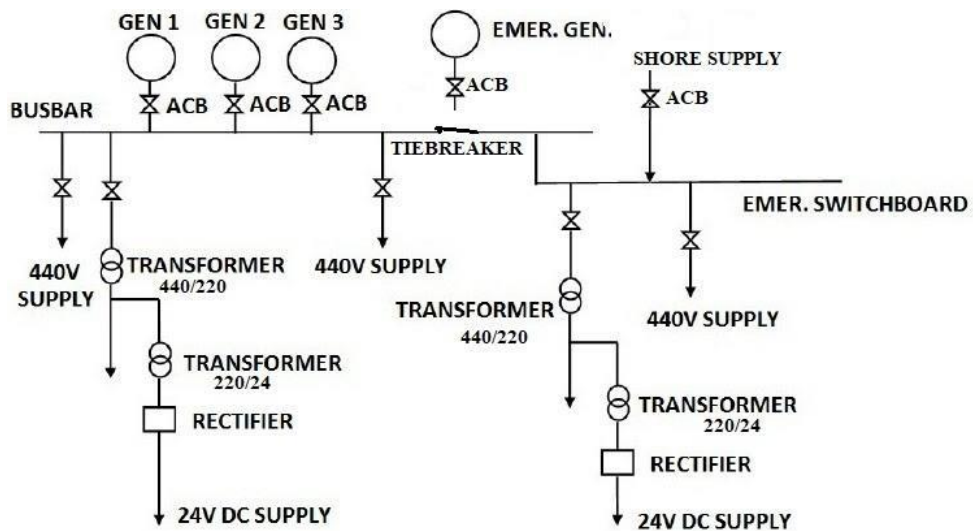 GEN 1
GEN 2
GEN 3
EMER. GEN.
SHORE SUPPLY
ACB
ACB
ACB
ACB
ACB
BUSBAR
TIEBREAKER
EMER. SWITCHBOARD
440V
SUPPLY
TRANSFORMER
440/220
440V SUPPLY
TRANSFORMER
440/220
440V SUPPLY
TRANSFORMER
220/24
RECTIFIER
TRANSFORMER
220/24
RECTIFIER
24V DC SUPPLY
24V DC SUPPLY